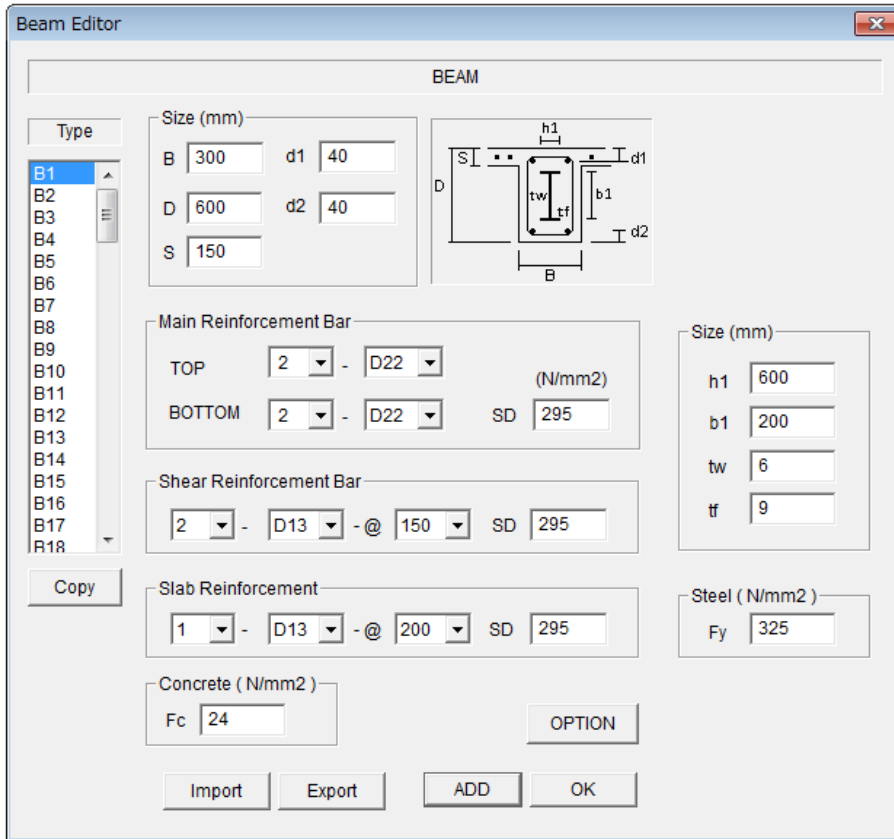 Beam Editor
BEAM
Type
B1
B2
B3
B4
B5
B6
B7
B8
B9
B10
B11
B12
B13
B14
B15
B16
B17
B18
Copy
Size (mm)
B 300 d1 40
D 600 d2 40
S 150
h1
S
d1
D
tw
b1
tf
d2
B
Main Reinforcement Bar
TOP 2 - D22
(N/mm2)
BOTTOM 2 - D22 SD 295
Shear Reinforcement Bar
2 - D13 - @ 150 SD 295
Slab Reinforcement
1 - D13 - @ 200 SD 295
Concrete ( N/mm2 )
Fc 24
Size (mm)
h1 600
b1 200
tw 6
tf 9
Steel ( N/mm2 )
Fy 325
OPTION
Import Export ADD OK